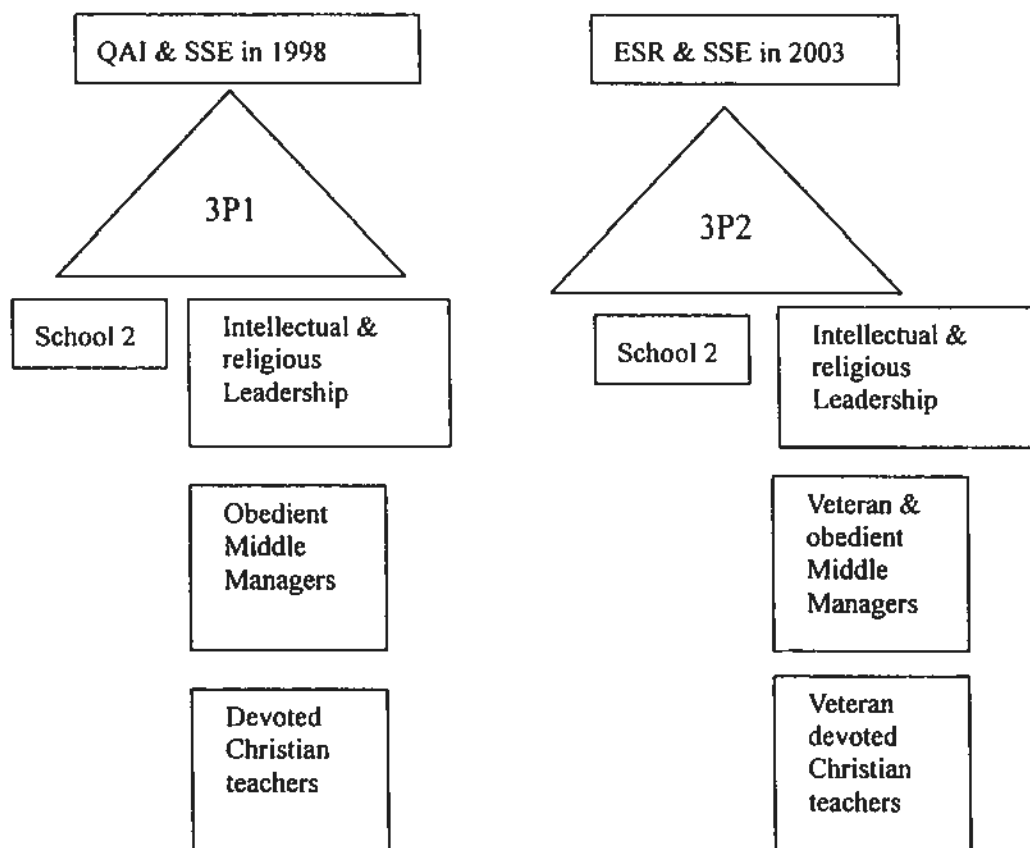 QAI & SSE in 1998
3P1
School 2
Intellectual &
religious
Leadership
Obedient
Middle
Managers
Devoted
Christian
teachers
ESR & SSE in 2003
3P2
School 2
Intellectual &
religious
Leadership
Veteran &
obedient
Middle
Managers
Veteran
devoted
Christian
teachers